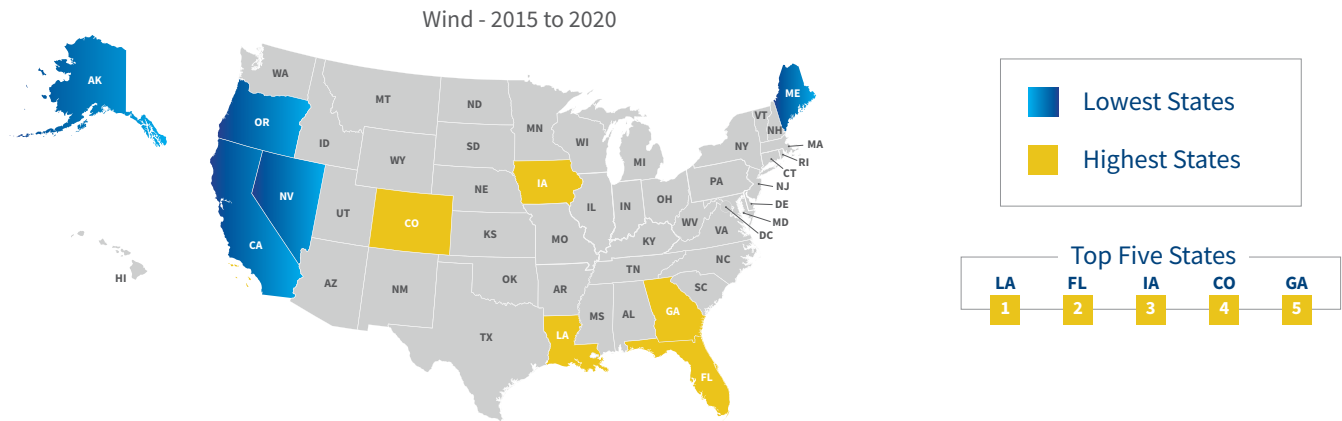 Wind - 2015 to 2020
AK
WA
OR
CA
NV
ID
MT
WY
UT
CO
AZ
NM
ND
SD
NE
KS
OK
TX
MN
IA
MO
AR
LA
WI
IL
MI
IN
OH
KY
TN
MS
AL
GA
FL
SC
NC
VA
WV
PA
NY
VT
NH
ME
MA
RI
CT
NJ
DE
MD
DC
HI
Lowest States
Highest States
Top Five States
LA FL IA CO GA
1 2 3 4 5